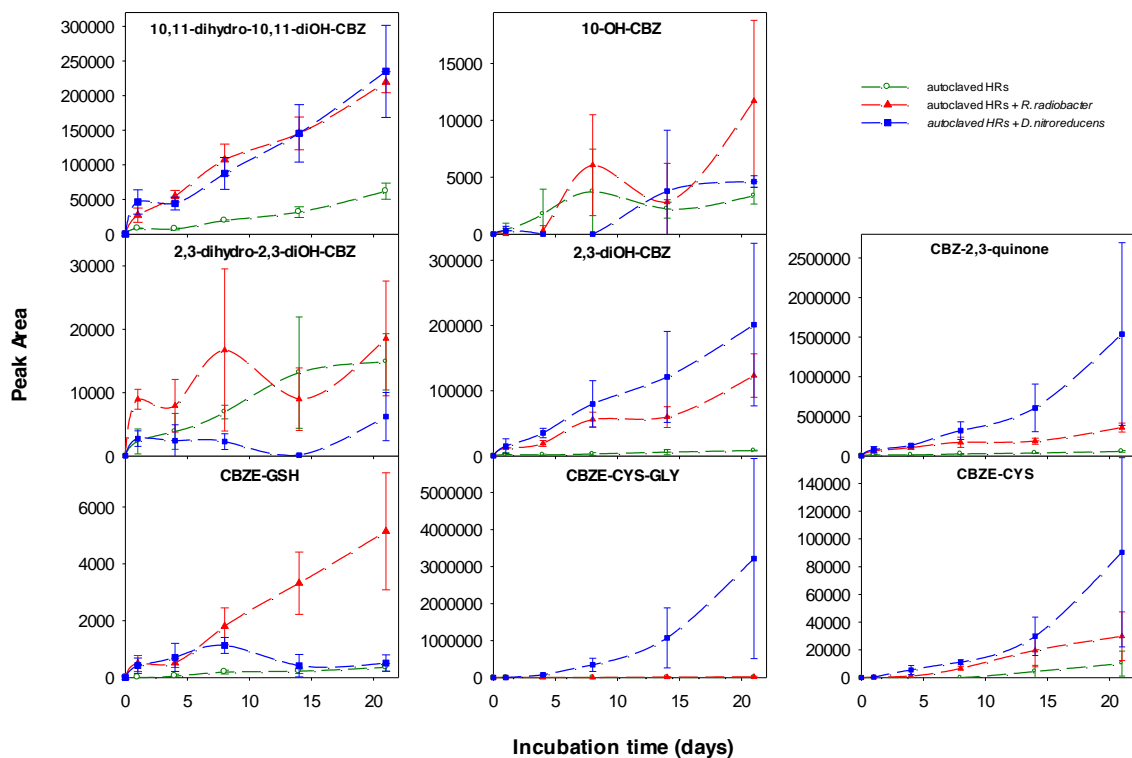 10,11-dihydro-10,11-diOH-CBZ
300000
250000
200000
150000
100000
50000
0
10-OH-CBZ
15000
10000
5000
0
autoclaved HRs
autoclaved HRs + R.radiobacter
autoclaved HRs + D.nitroreducens
Peak Area
2,3-dihydro-2,3-diOH-CBZ
30000
20000
10000
0
2,3-diOH-CBZ
300000
200000
100000
0
CBZ-2,3-quinone
2500000
2000000
1500000
1000000
500000
0
CBZE-GSH
6000
4000
2000
0
0 5 10 15 20
CBZE-CYS-GLY
5000000
4000000
3000000
2000000
1000000
0
0 5 10 15 20
CBZE-CYS
140000
120000
100000
80000
60000
40000
20000
0
0 5 10 15 20
Incubation time (days)